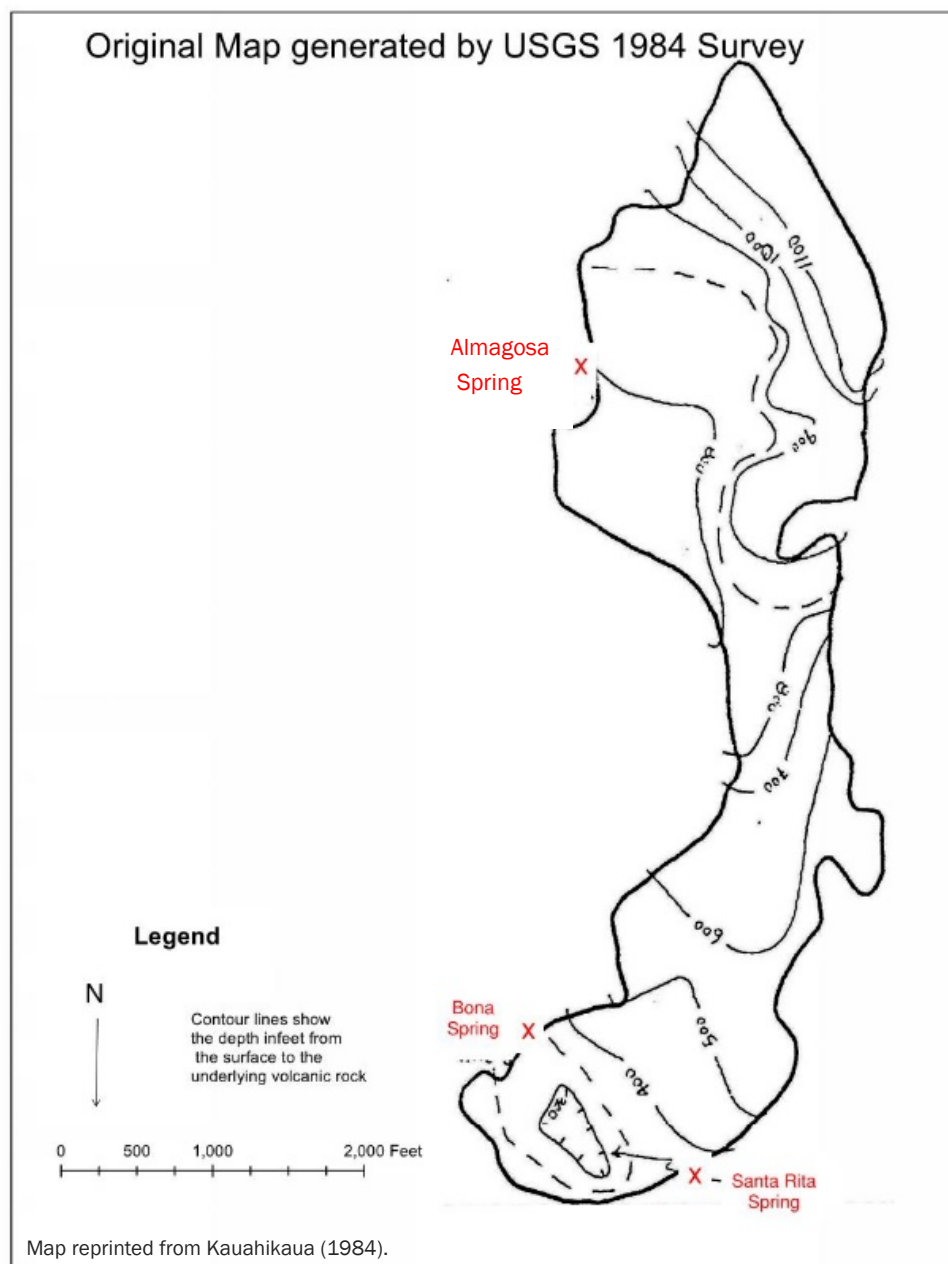 Original Map generated by USGS 1984 Survey
1100
1000
Almagosa
Spring
900
800
800
700
600
Legend
N
Contour lines show
the depth infeet from
the surface to the
underlying volcanic rock
Bona
Spring
500
400
0 500 1,000 2,000 Feet
X
X
X
Santa Rita
Spring
Map reprinted from Kauahikaua (1984).